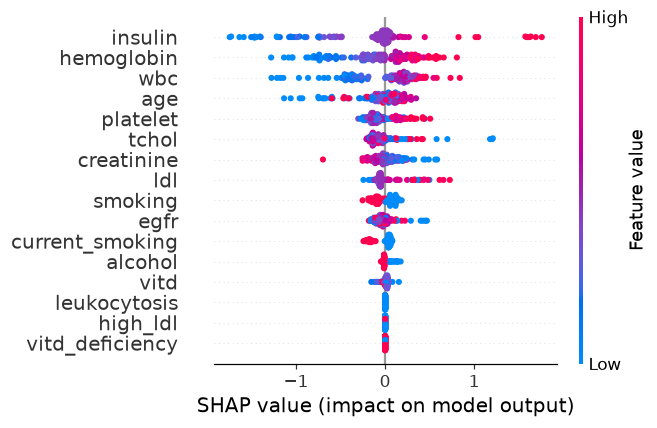 High
insulin
hemoglobin
wbc
age
platelet
tchol
creatinine
ldl
smoking
egfr
current_smoking
alcohol
vitd
leukocytosis
high_ldl
vitd_deficiency
Low
Feature value
−1 0 1
SHAP value (impact on model output)